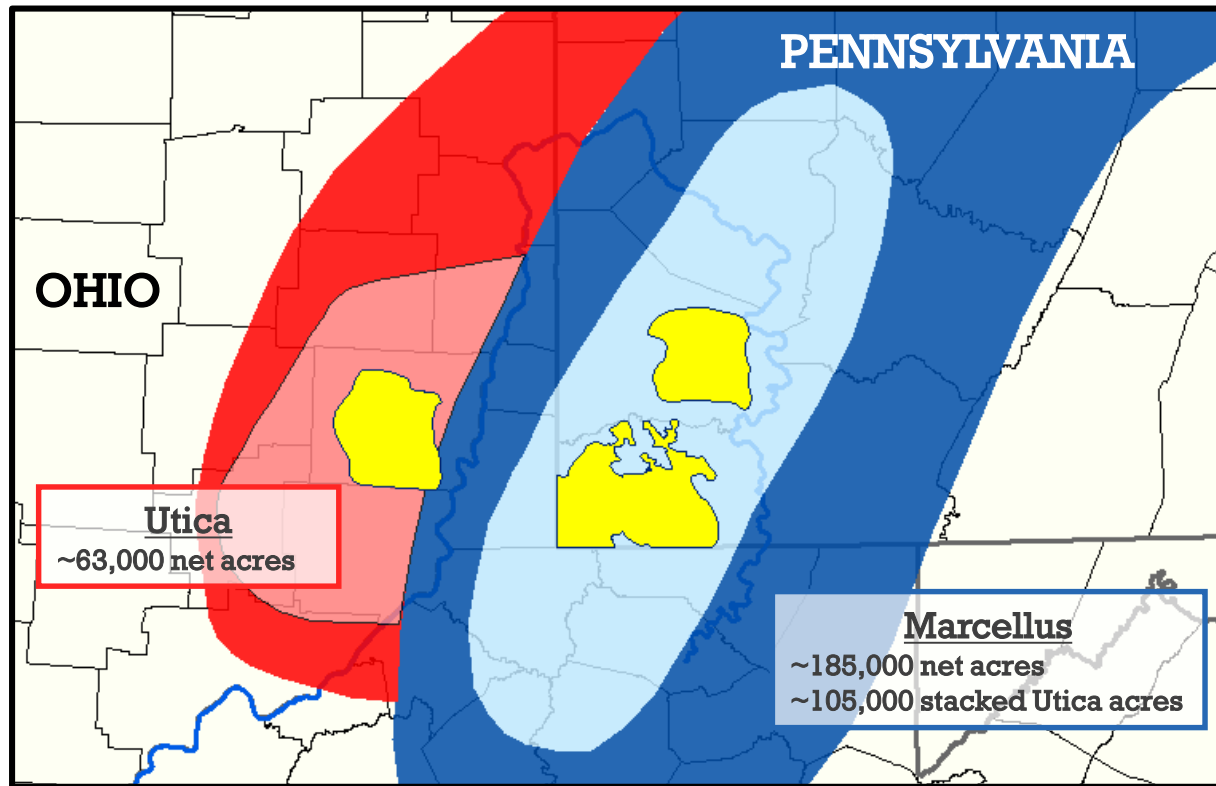 PENNSYLVANIA
OHIO
Utica
~63,000 net acres
Marcellus
~185,000 net acres
~105,000 stacked Utica acres